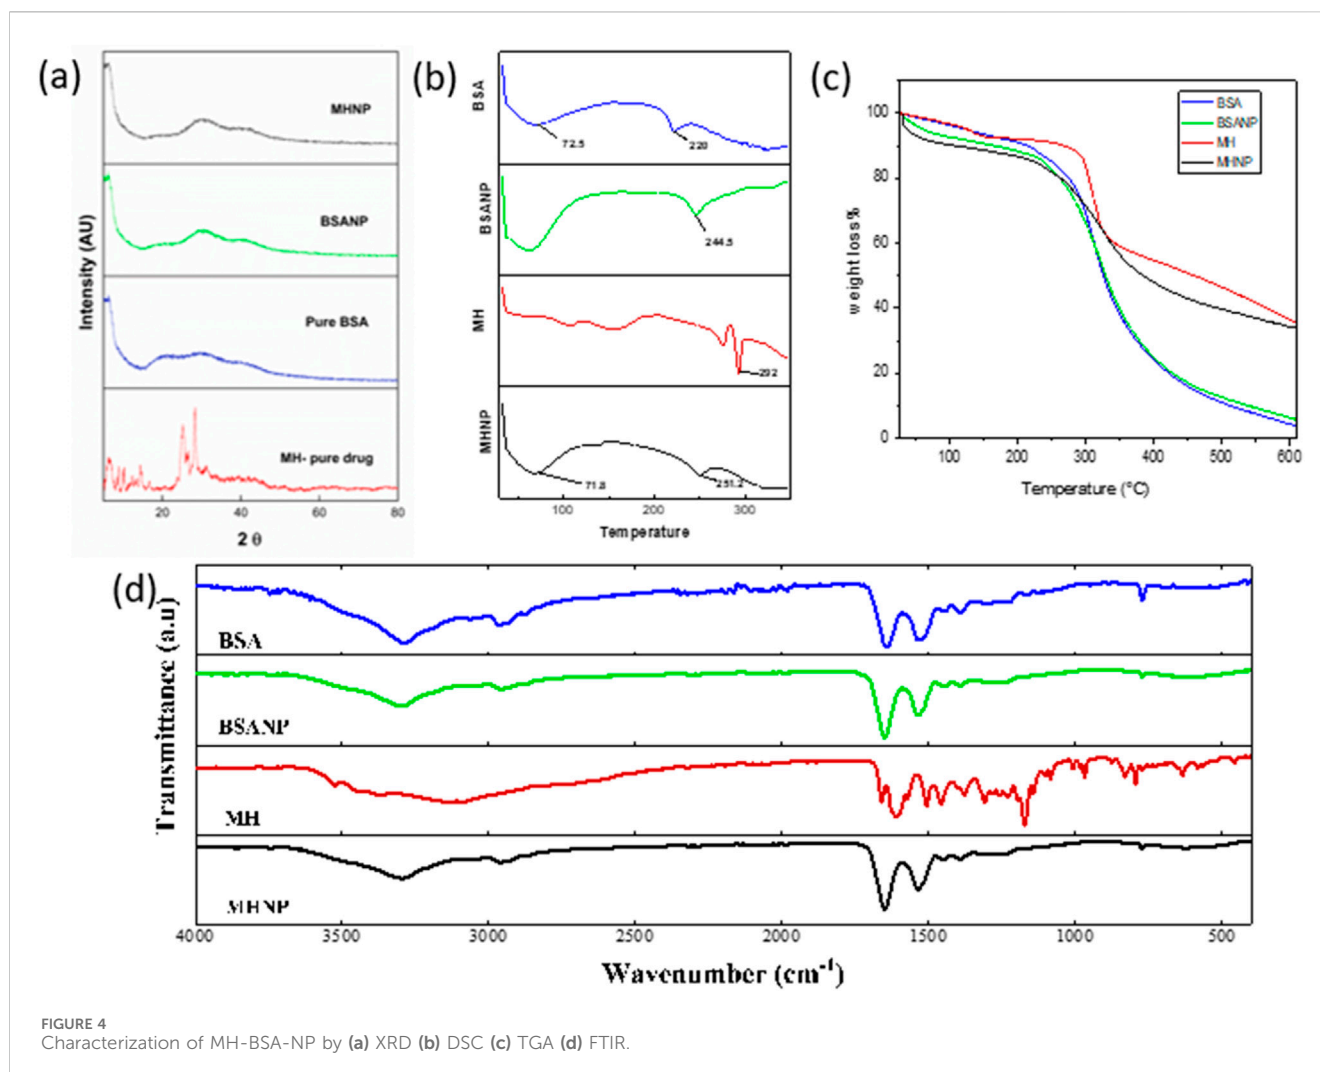 (a)
MHNP
BSANP
Pure BSA
MH- pure drug
Intensity (AU)
20
40
60
80
2 θ
(b)
BSA
72.5
220
BSANP
244.5
MH
292
MHNP
71.8
251.2
100
200
300
Temperature
(c)
BSA
BSANP
MH
MHNP
100
80
60
40
20
0
weight loss%
100
200
300
400
500
600
Temperature (°C)
(d)
BSA
BSANP
MH
MHNP
Transmittance (a.u)
4000
3500
3000
2500
2000
1500
1000
500
Wavenumber (cm⁻¹)
FIGURE 4
Characterization of MH-BSA-NP by (a) XRD (b) DSC (c) TGA (d) FTIR.